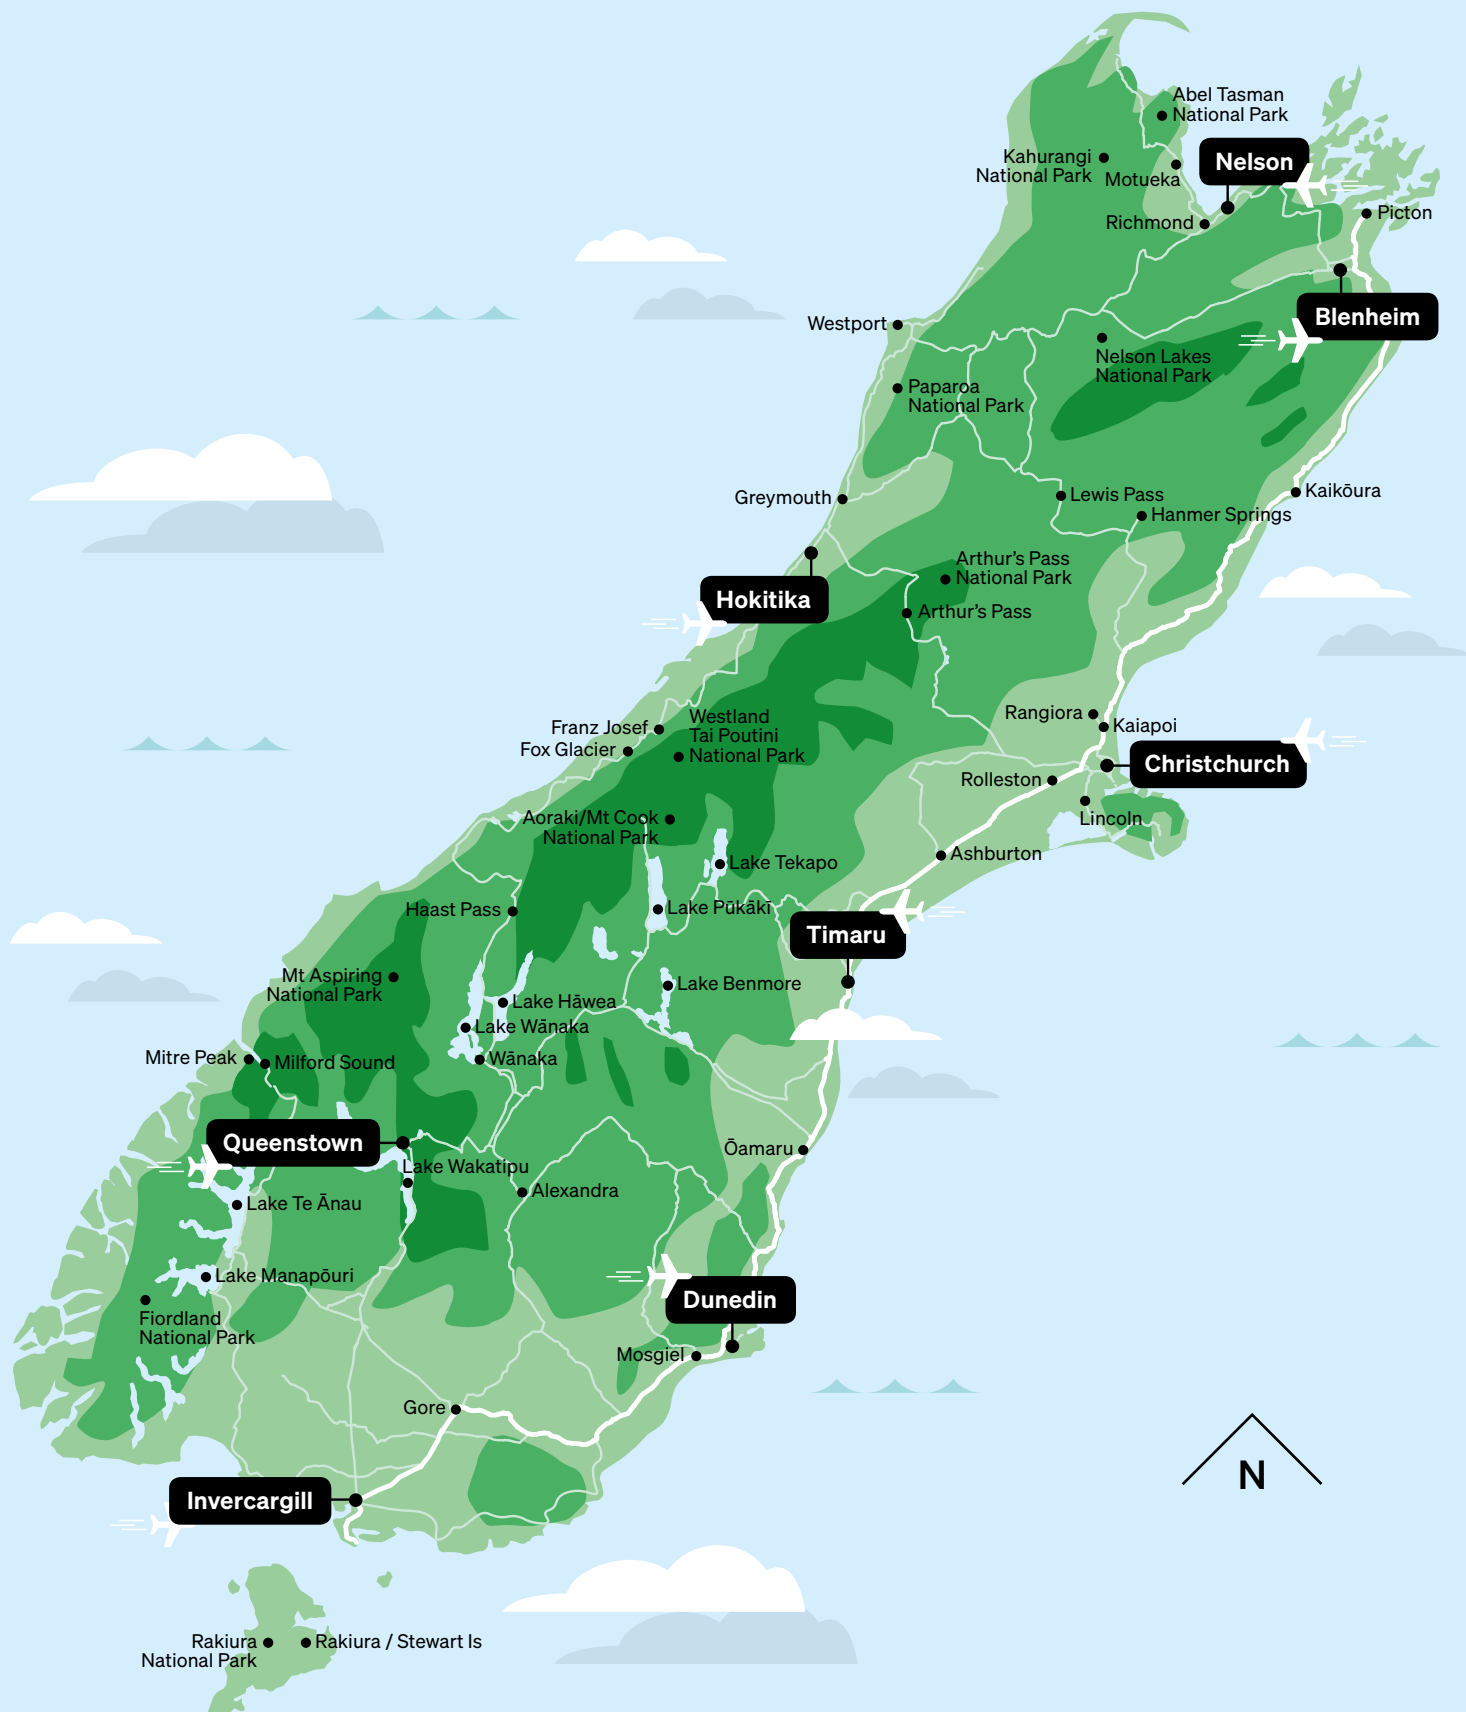 Abel Tasman
National Park
Kahurangi
National Park
Motueka
Nelson
Richmond
Picton
Blenheim
Westport
Nelson Lakes
National Park
Paparoa
National Park
Greymouth
Lewis Pass
Kaikōura
Hanmer Springs
Arthur's Pass
National Park
Hokitika
Arthur's Pass
Franz Josef
Fox Glacier
Westland
Tai Poutini
National Park
Rangiora
Kaiapoi
Christchurch
Rolleston
Lincoln
Aoraki/Mt Cook
National Park
Lake Tekapo
Ashburton
Haast Pass
Lake Pūkākī
Timaru
Mt Aspiring
National Park
Lake Benmore
Lake Hāwea
Lake Wānaka
Wānaka
Mitre Peak
Milford Sound
Queenstown
Lake Wakatipu
Ōamaru
Alexandra
Lake Te Ānau
Lake Manapōuri
Fiordland
National Park
Dunedin
Mosgiel
Gore
Invercargill
N
Rakiura
National Park
Rakiura / Stewart Is